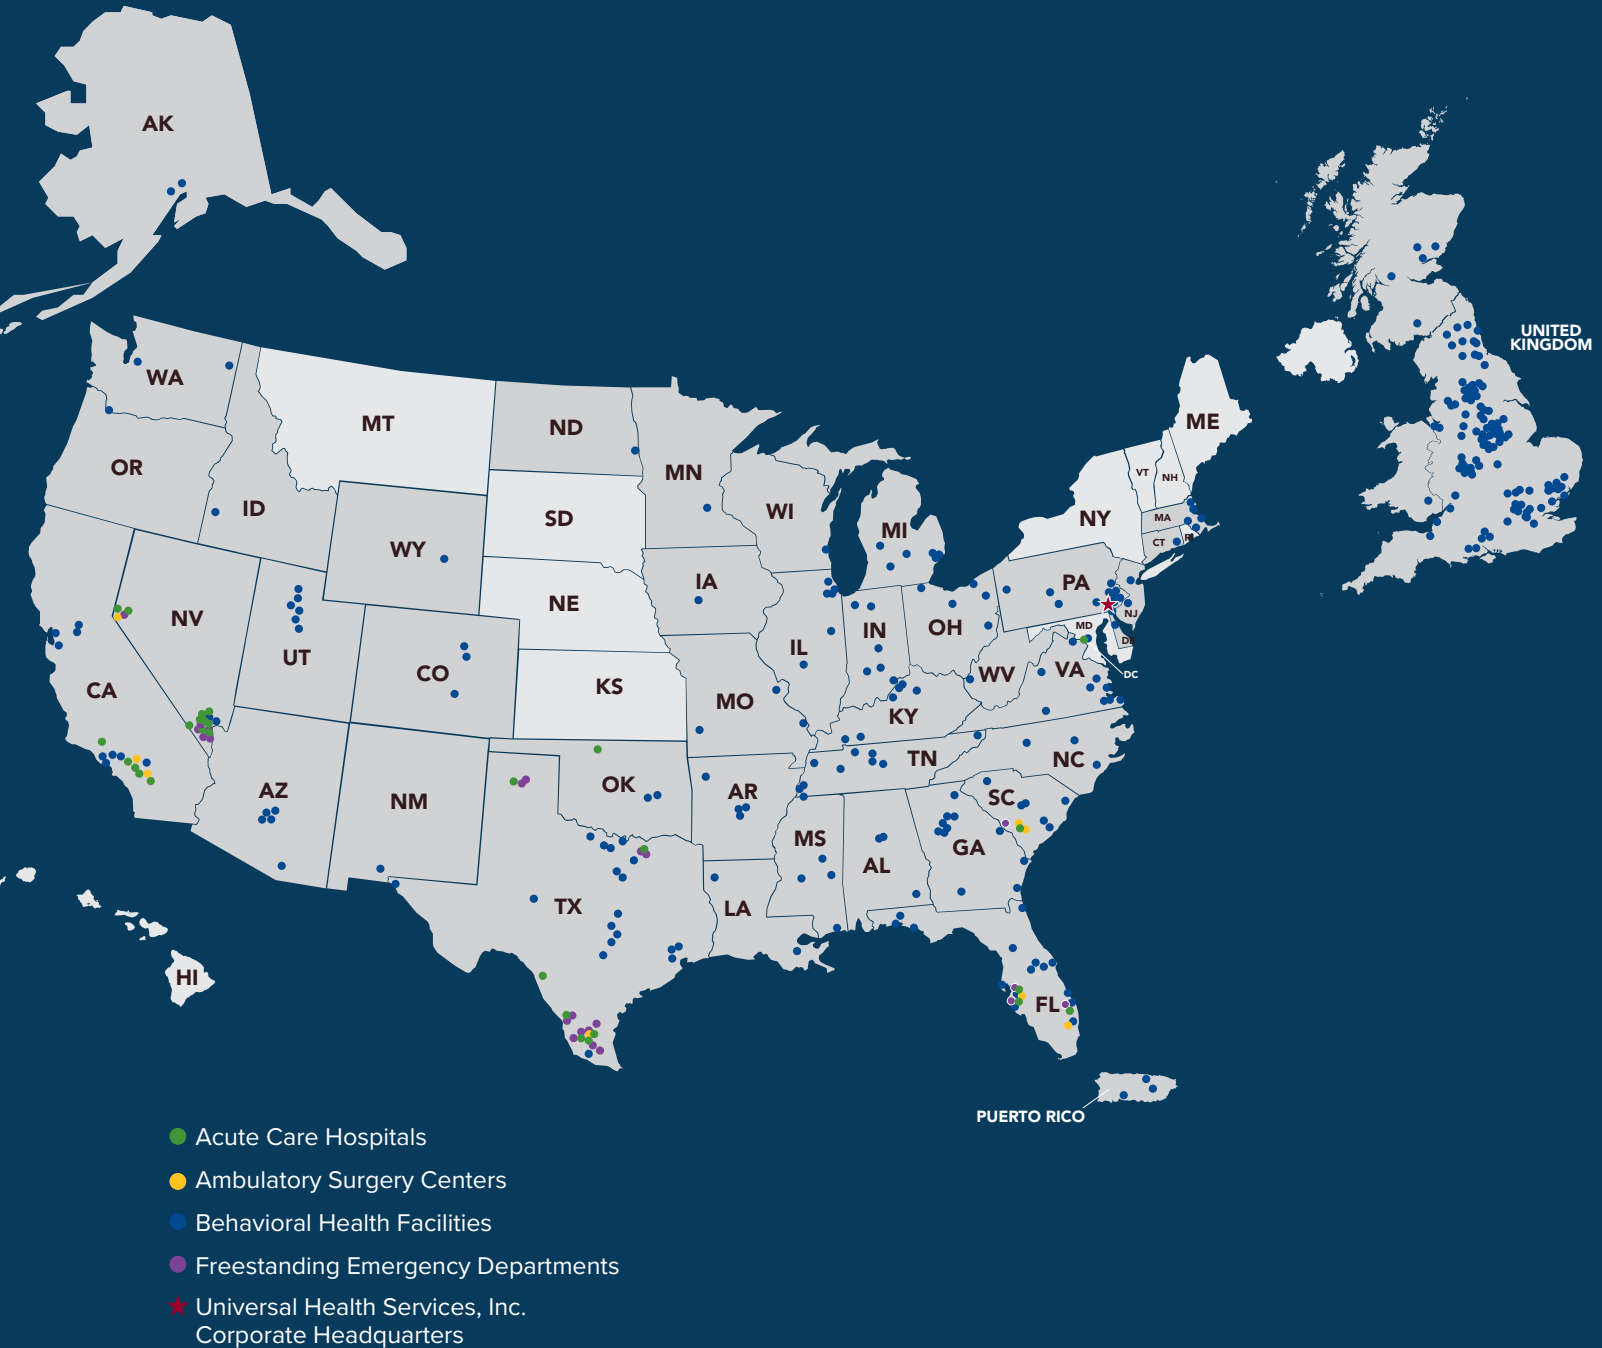 AK
UNITED
KINGDOM
WA
MT
ND
ME
OR
MN
VT
NH
ID
SD
WI
NY
MA
MI
WY
CT
RI
IA
PA
NE
NV
NJ
OH
IN
MD
UT
IL
DE
CO
WV
VA
DC
CA
KS
MO
KY
TN
NC
AZ
OK
AR
SC
NM
MS
GA
AL
TX
LA
HI
FL
PUERTO RICO
Acute Care Hospitals
Ambulatory Surgery Centers
Behavioral Health Facilities
Freestanding Emergency Departments
Universal Health Services, Inc.
Corporate Headquarters